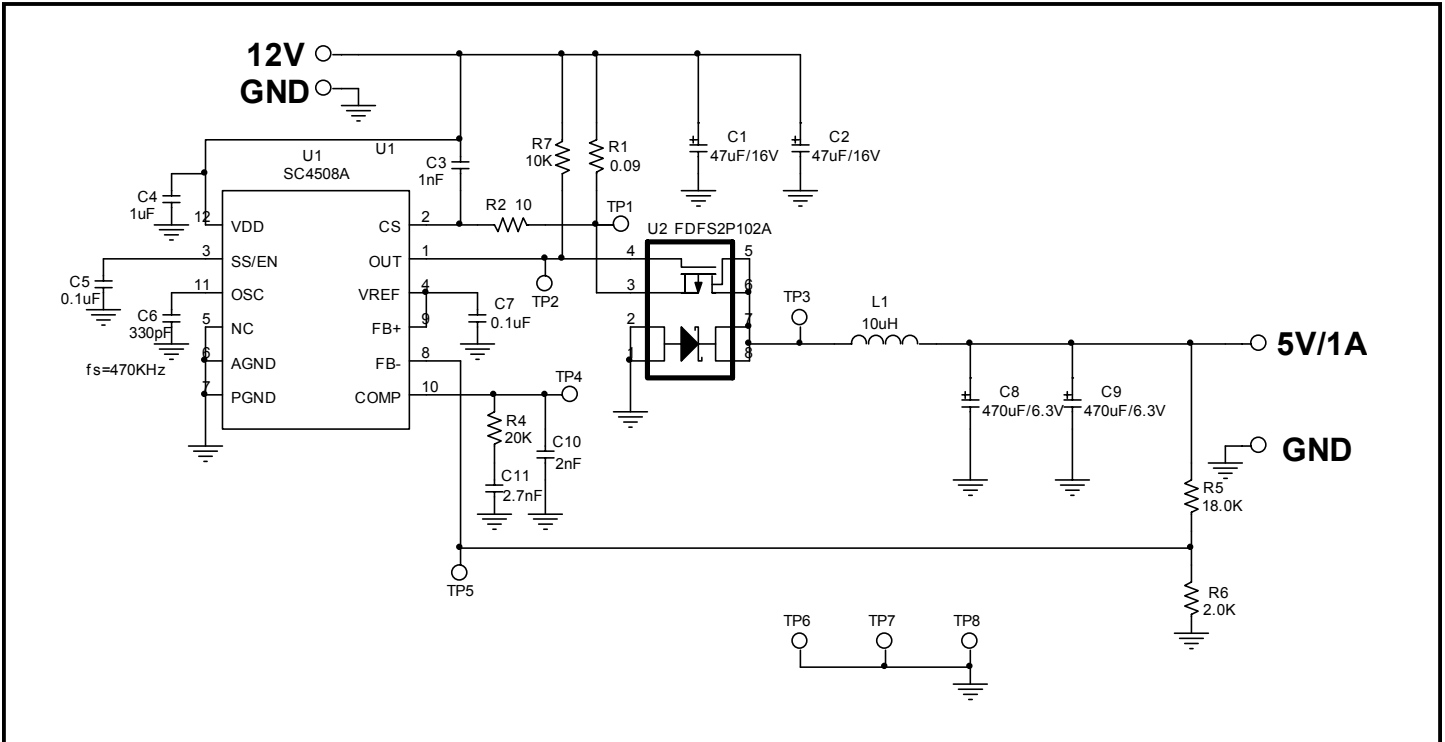 12V
GND
U1
U1
SC4508A
C3
1nF
R7
10K
R1
0.09
C1
47uF/16V
C2
47uF/16V
C4
1uF
R2 10
TP1
U2 FDFS2P102A
12 VDD
CS 2
3 SS/EN
OUT 1
11 OSC
VREF 4
5 NC
FB+ 9
6 AGND
FB- 8
7 PGND
COMP 10
C5
0.1uF
C6
330pF
fs=470KHz
TP2
C7
0.1uF
4 5
3 6
2 7
1 8
TP3
L1
10uH
5V/1A
TP4
R4
20K
C10
2nF
C11
2.7nF
C8
470uF/6.3V
C9
470uF/6.3V
GND
R5
18.0K
TP5
R6
2.0K
TP6 TP7 TP8